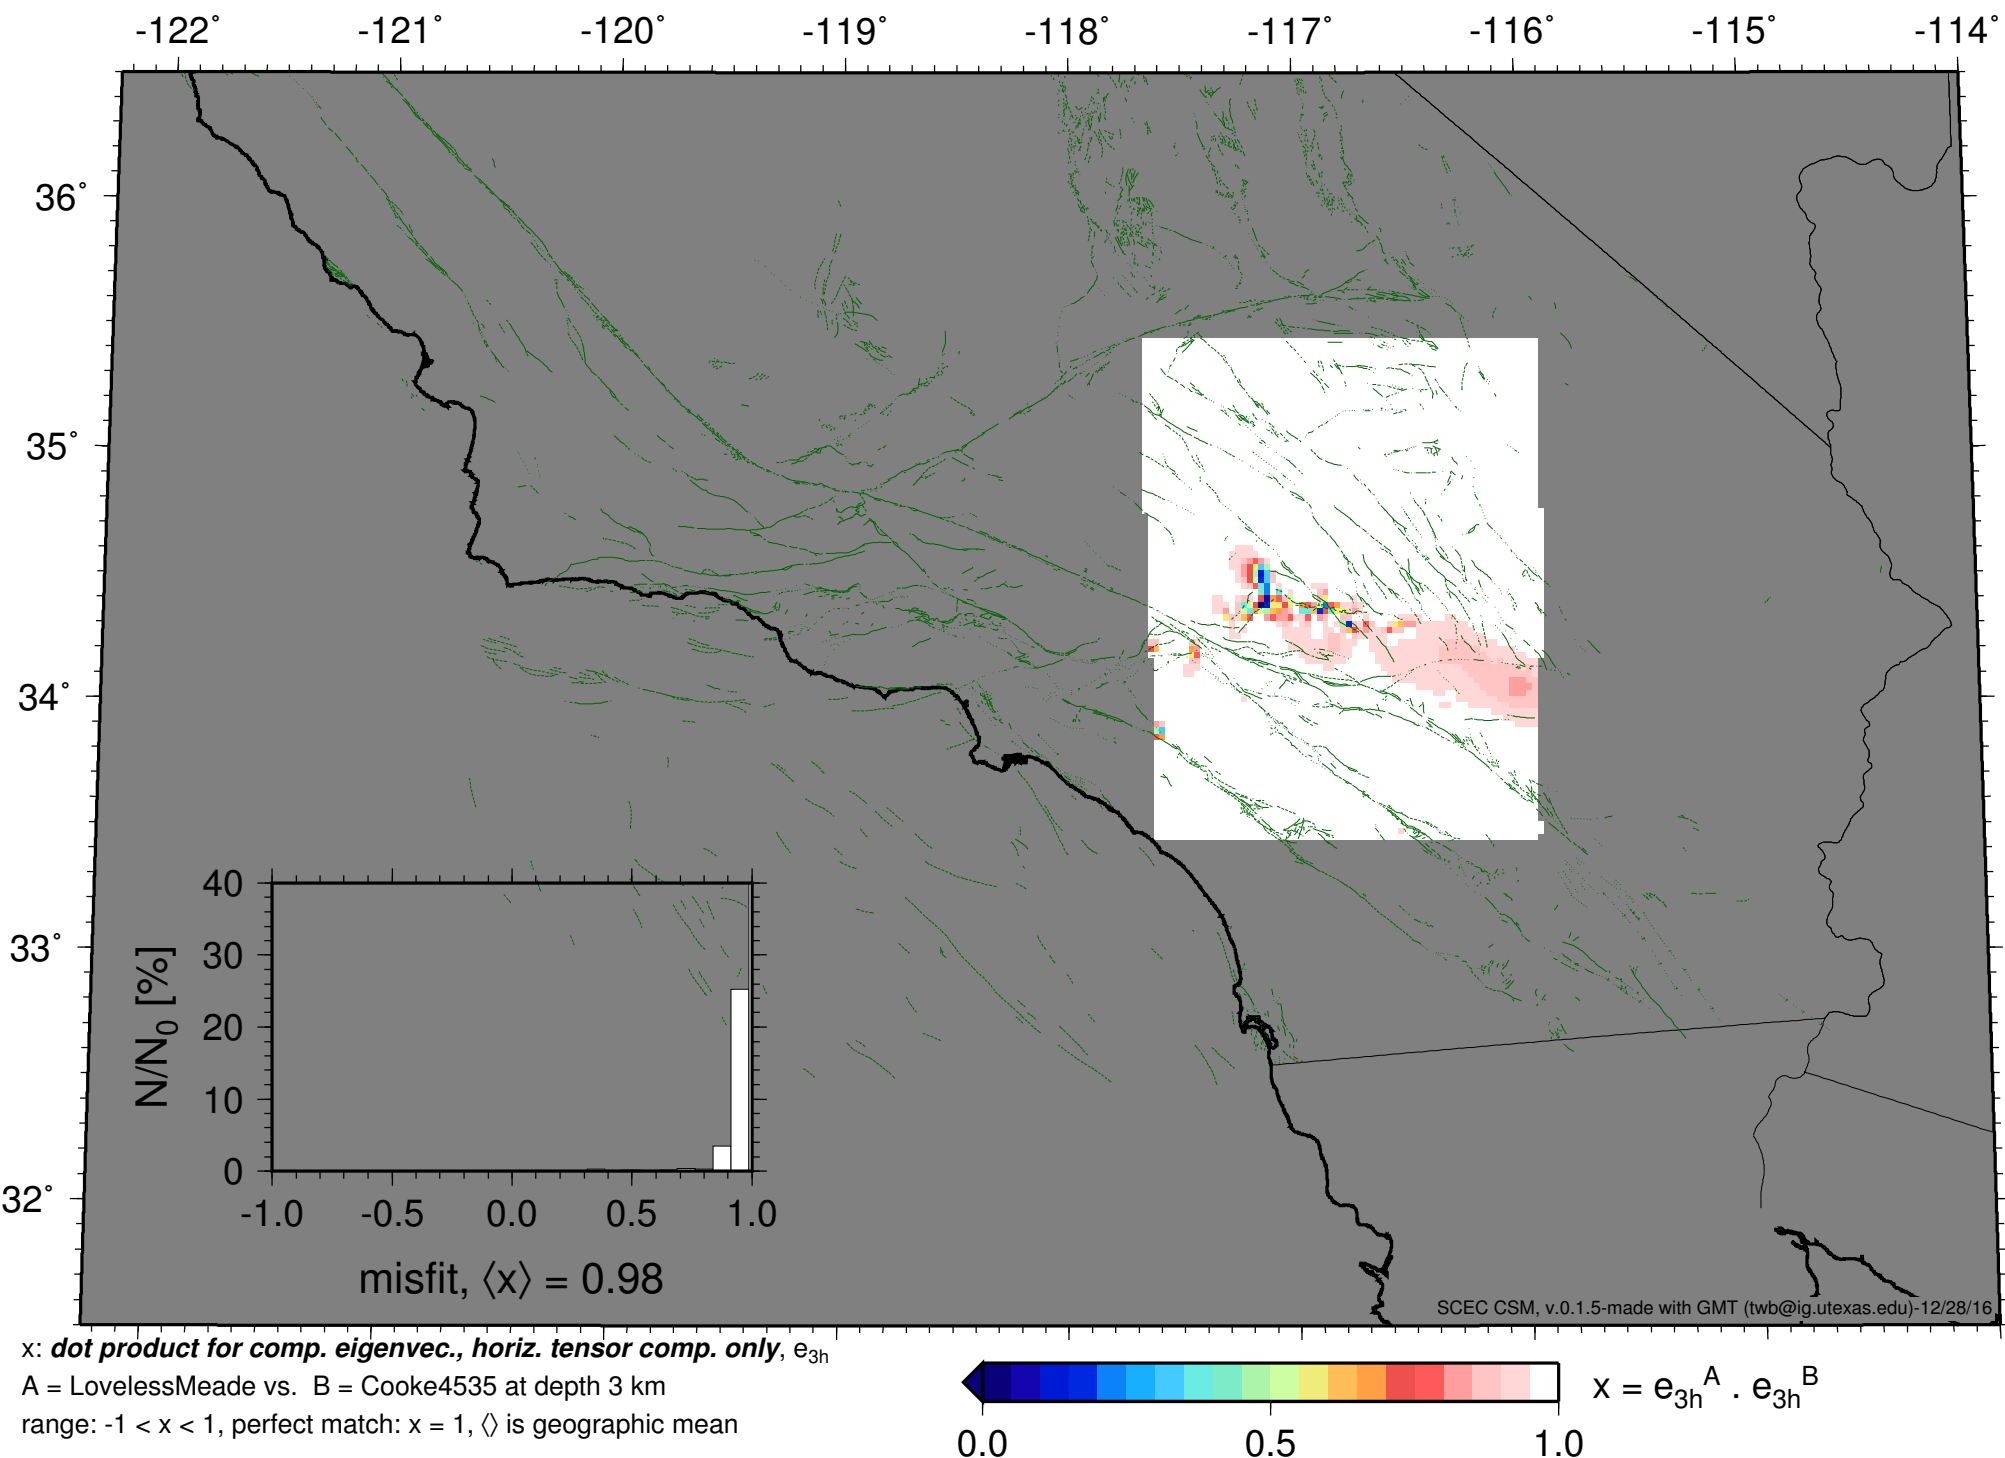 -122° -121° -120° -119° -118° -117° -116° -115° -114°
36°
35°
34°
33°
32°
40
30
20
10
0
N/N0 [%]
-1.0 -0.5 0.0 0.5 1.0
misfit, ⟨x⟩ = 0.98
SCEC CSM, v.0.1.5-made with GMT (twb@ig.utexas.edu)-12/28/16
x: dot product for comp. eigenvec., horiz. tensor comp. only, e3h
A = LovelessMeade vs. B = Cooke4535 at depth 3 km
range: -1 < x < 1, perfect match: x = 1, ⟨⟩ is geographic mean
0.0 0.5 1.0
x = e3h^A . e3h^B